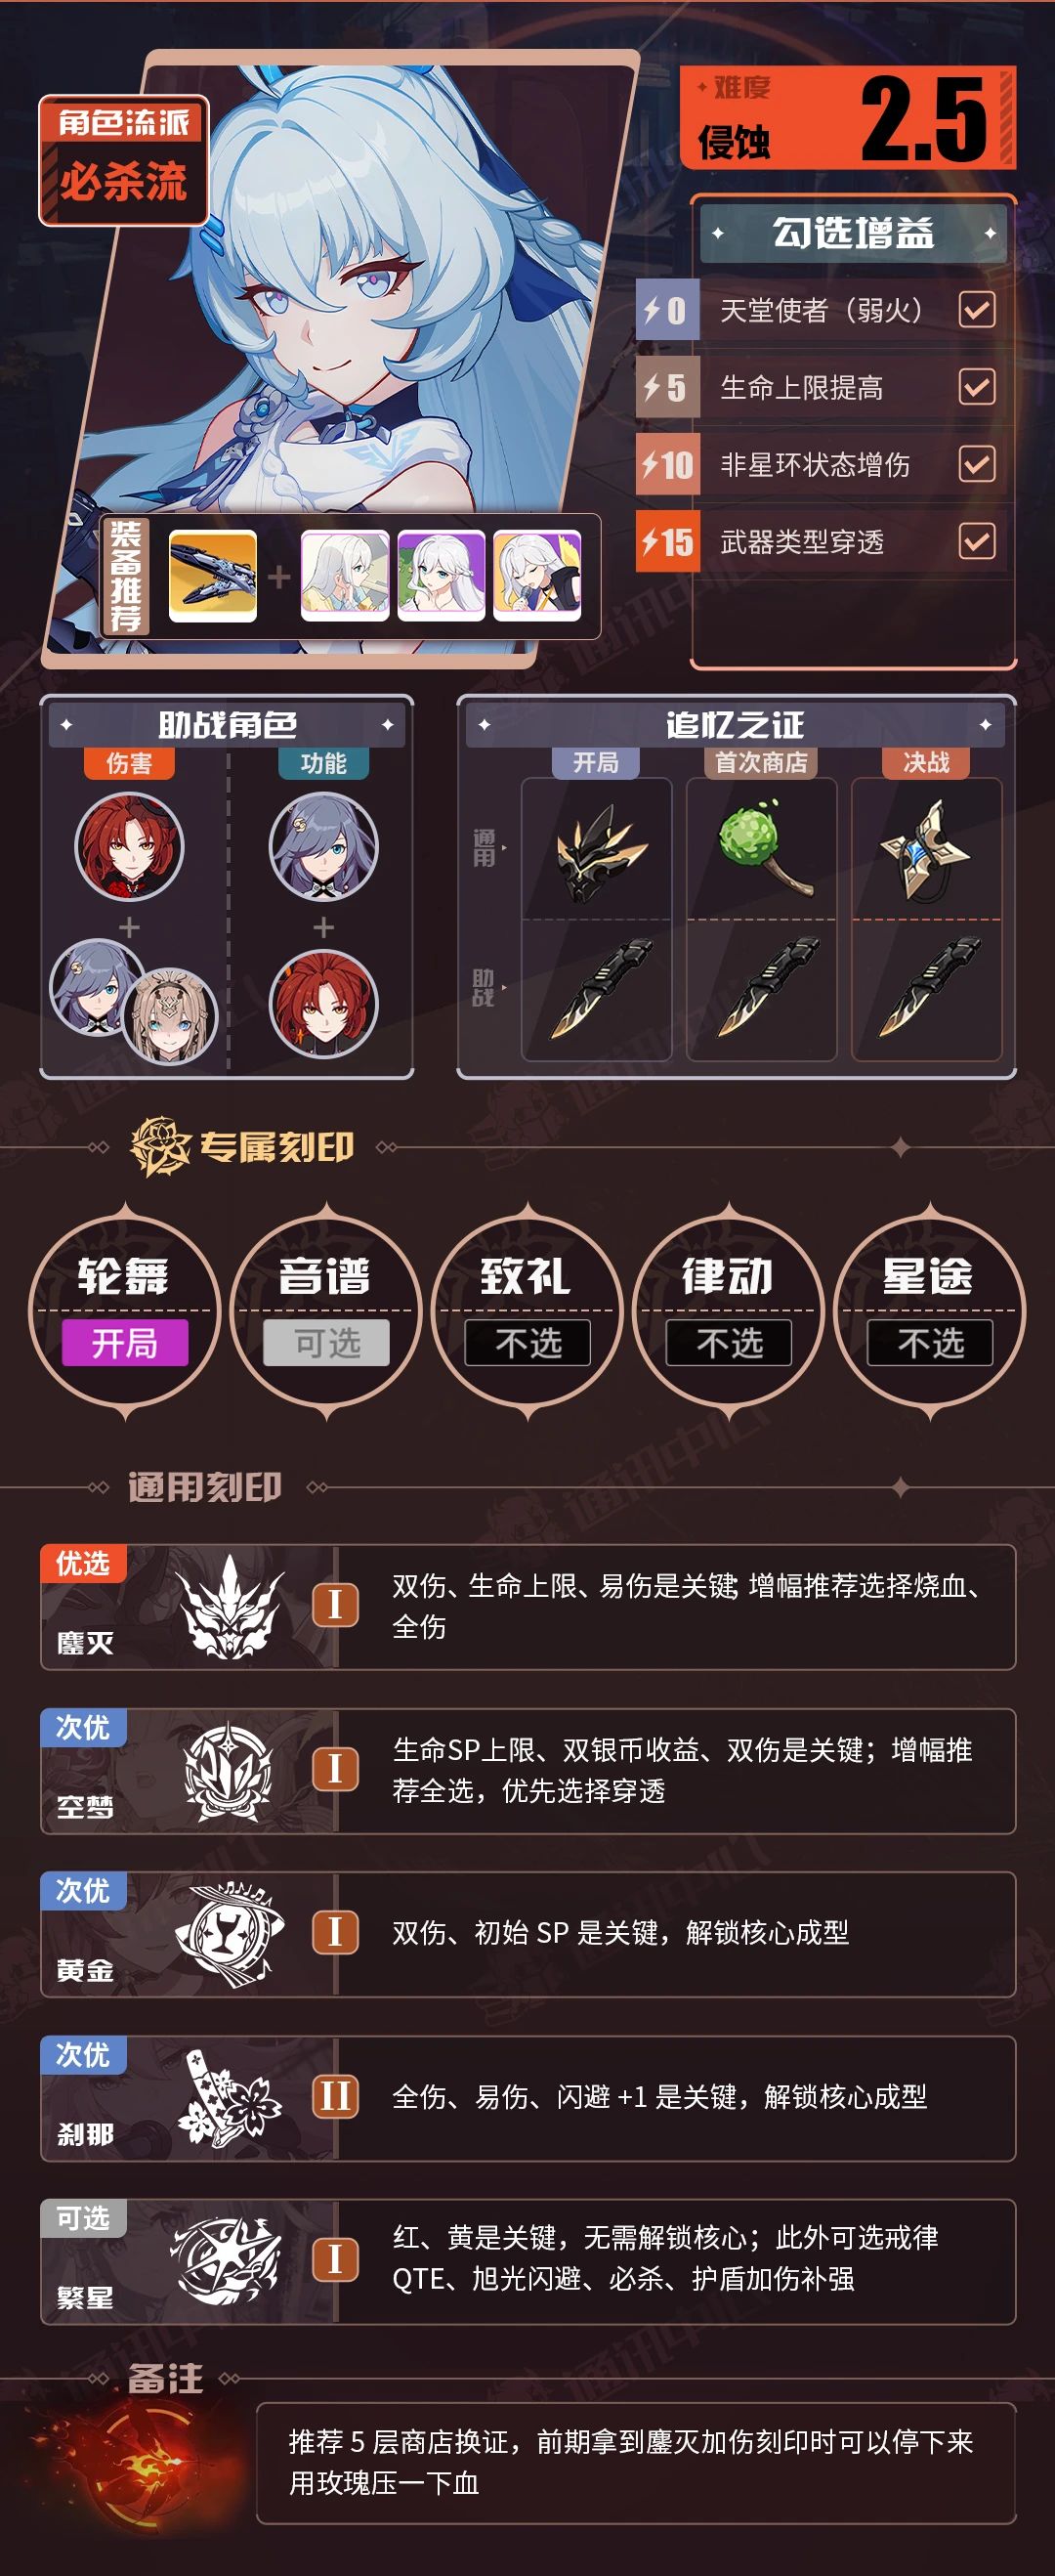 角色流派
必杀流
难度
侵蚀
2.5
勾选增益
0 天堂使者（弱火）
5 生命上限提高
10 非星环状态增伤
15 武器类型穿透
装备推荐
助战角色
伤害 功能
追忆之证
开局 首次商店 决战
通用
助战
专属刻印
轮舞 音谱 致礼 律动 星途
开局 可选 不选 不选 不选
通用刻印
优选
鏖灭
I
双伤、生命上限、易伤是关键；增幅推荐选择烧血、
全伤
次优
空梦
I
生命SP上限、双银币收益、双伤是关键；增幅推
荐全选，优先选择穿透
次优
黄金
I
双伤、初始 SP 是关键，解锁核心成型
次优
刹那
II
全伤、易伤、闪避 +1 是关键，解锁核心成型
可选
繁星
I
红、黄是关键，无需解锁核心；此外可选戒律
QTE、旭光闪避、必杀、护盾加伤补强
备注
推荐 5 层商店换证，前期拿到鏖灭加伤刻印时可以停下来
用玫瑰压一下血